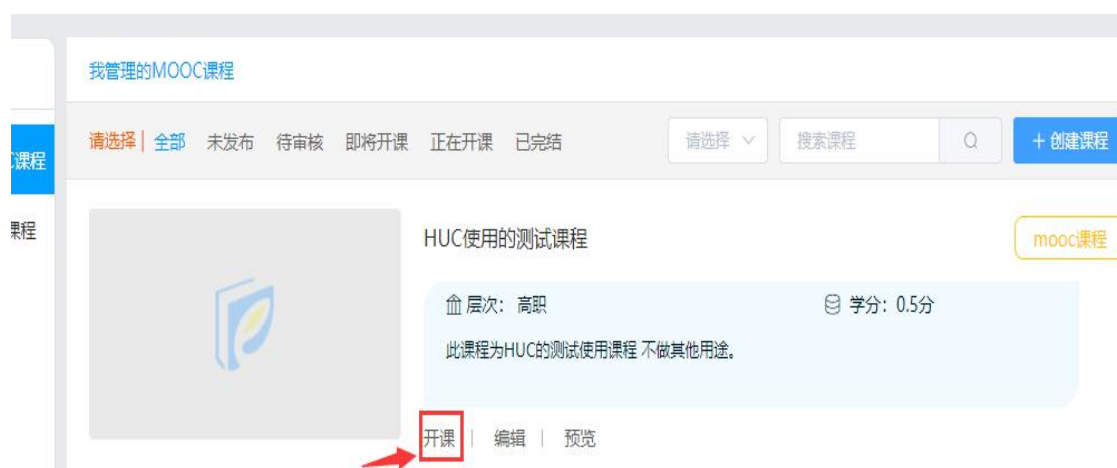 我管理的MOOC课程
请选择 | 全部 未发布 待审核 即将开课 正在开课 已完结 请选择 搜索课程 + 创建课程
课程
课程
HUC使用的测试课程 mooc课程
层次: 高职 学分: 0.5分
此课程为HUC的测试使用课程 不做其他用途。
开课 | 编辑 | 预览